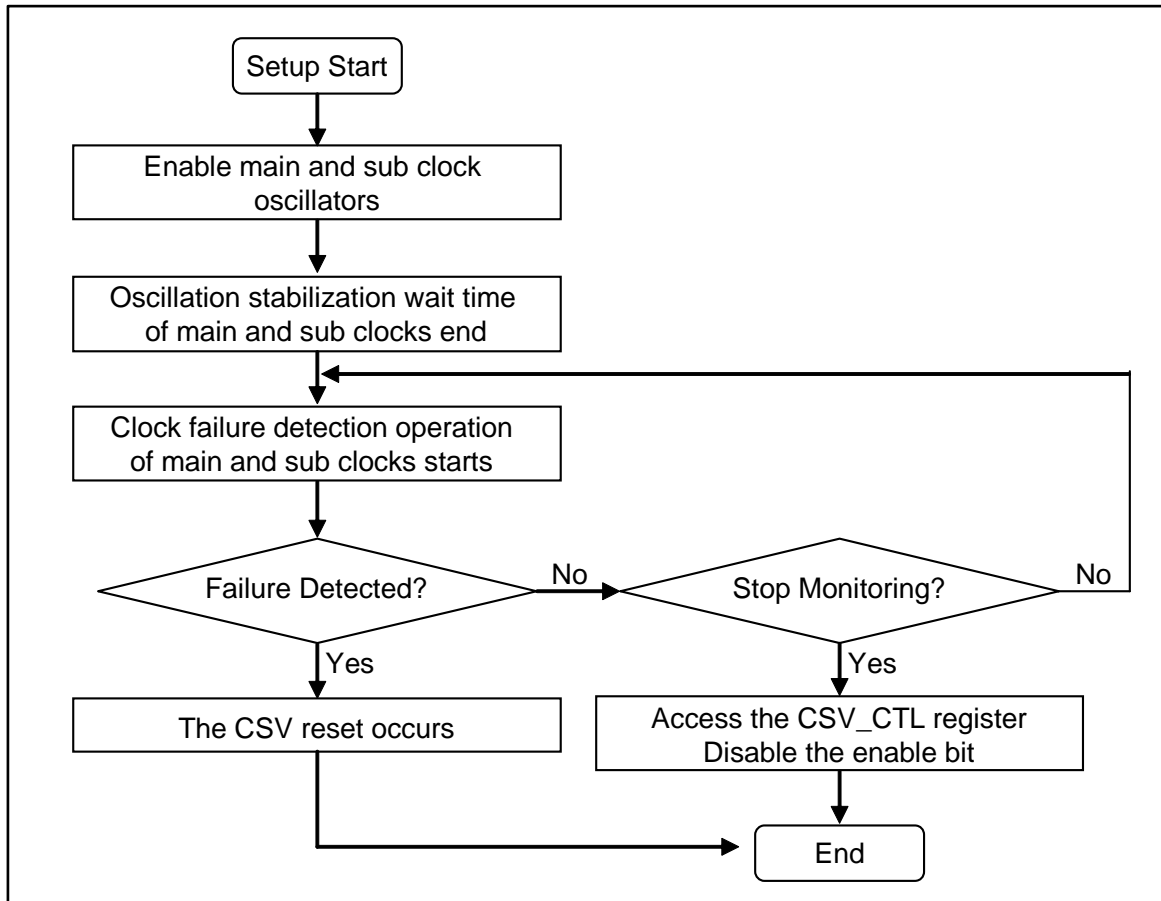 Setup Start
Enable main and sub clock
oscillators
Oscillation stabilization wait time
of main and sub clocks end
Clock failure detection operation
of main and sub clocks starts
Failure Detected?
No
Stop Monitoring?
No
Yes
Yes
The CSV reset occurs
Access the CSV_CTL register
Disable the enable bit
End